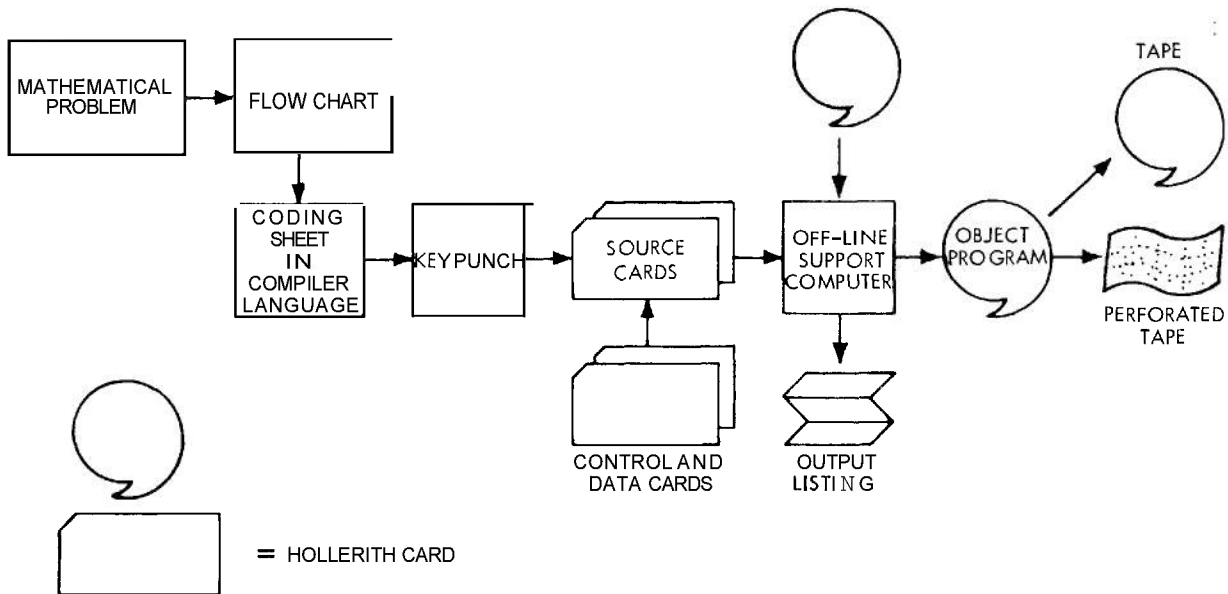 MATHEMATICAL
PROBLEM
FLOW CHART
CODING
SHEET
IN
COMPILER
LANGUAGE
KEYPUNCH
SOURCE
CARDS
CONTROL AND
DATA CARDS
OFF-LINE
SUPPORT
COMPUTER
OUTPUT
LISTING
OBJECT
PROGRAM
TAPE
PERFORATED
TAPE
= HOLLERITH CARD